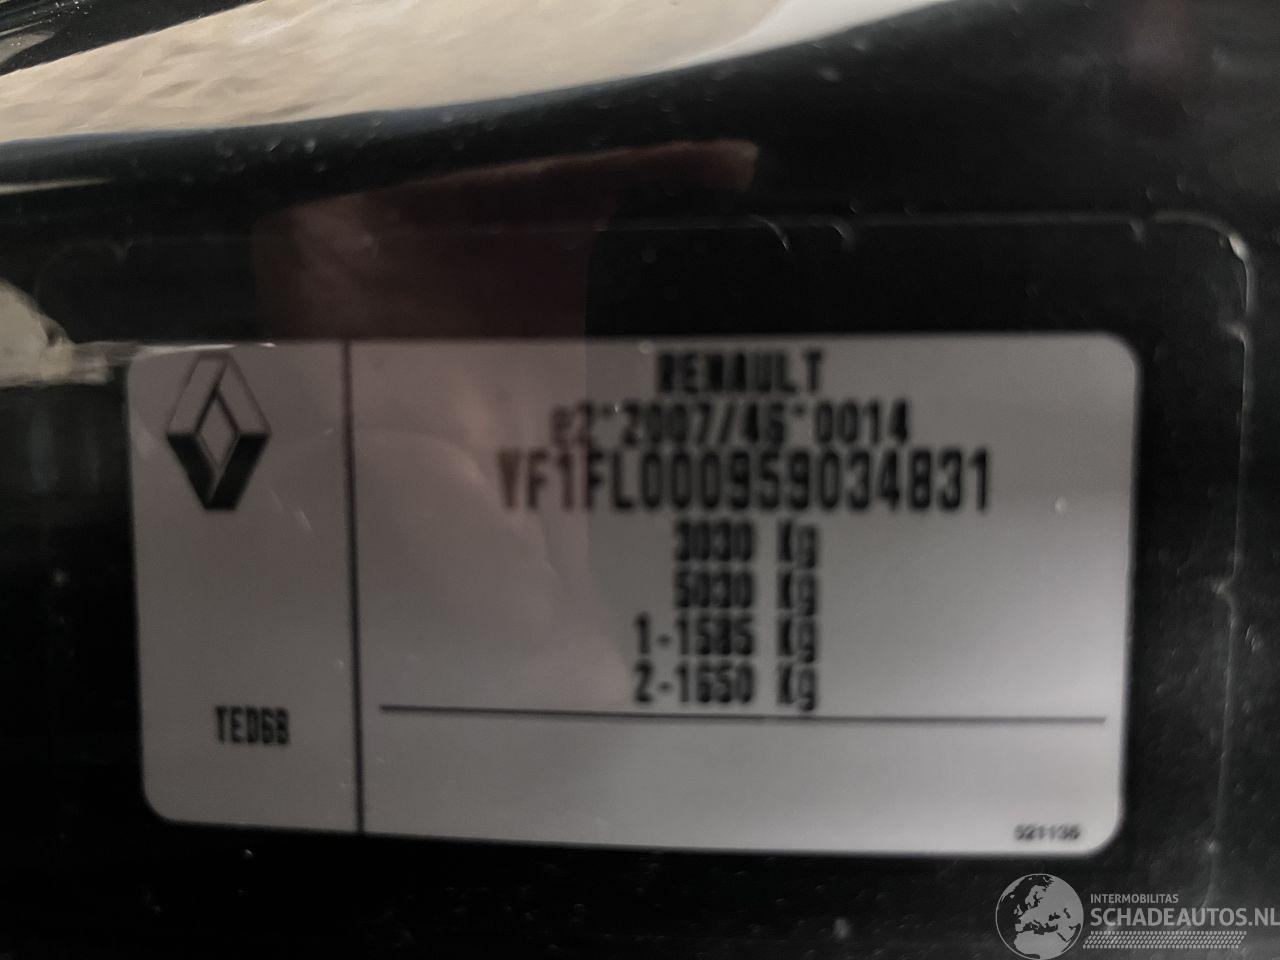 RENAULT
e2*2007/46*0014
VF1FL000959034831
3030 Kg
5030 Kg
1-1585 Kg
2-1650 Kg
TED6B
521136
INTERMOBILITAS
SCHADEAUTOS.NL